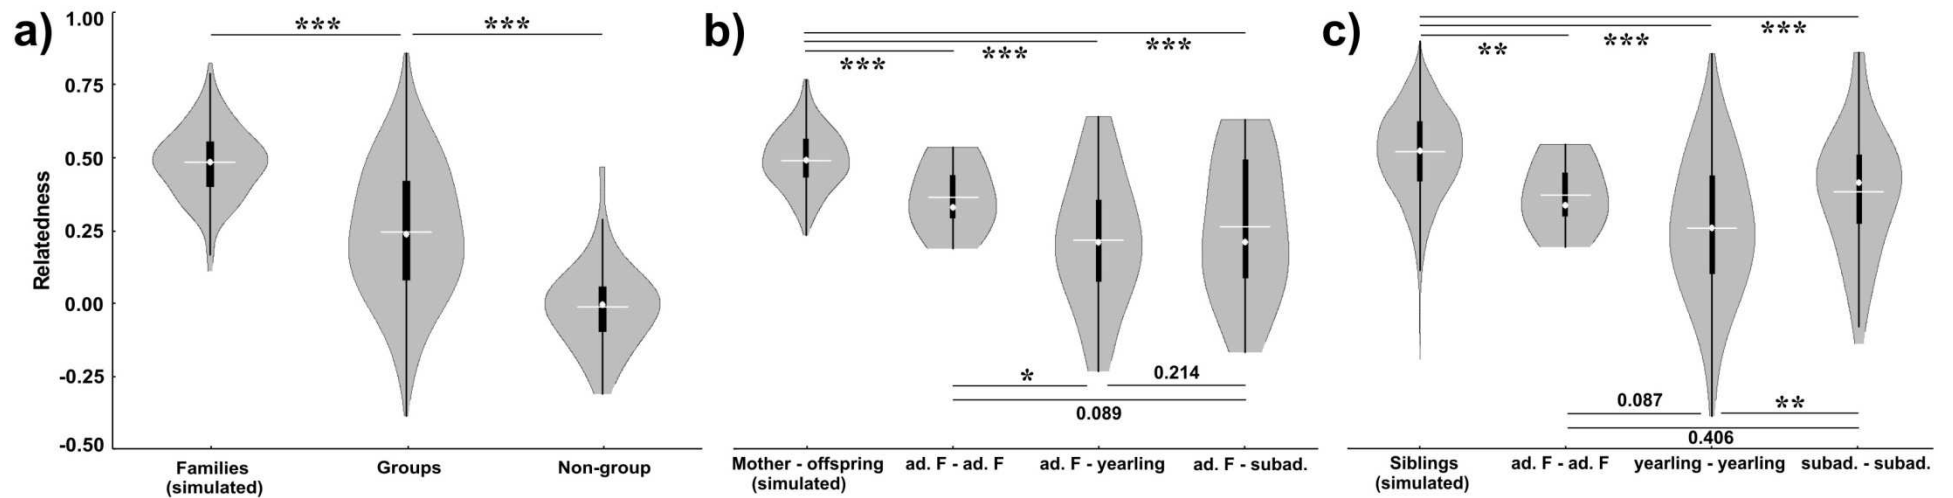 a)
1.00
0.75
0.50
0.25
0.00
-0.25
-0.50
Relatedness
***
***
Families
(simulated)
Groups
Non-group
b)
***
***
***
*
0.214
0.089
Mother - offspring
(simulated)
ad. F - ad. F
ad. F - yearling
ad. F - subad.
c)
**
***
***
0.087
**
0.406
Siblings
(simulated)
ad. F - ad. F
yearling - yearling
subad. - subad.